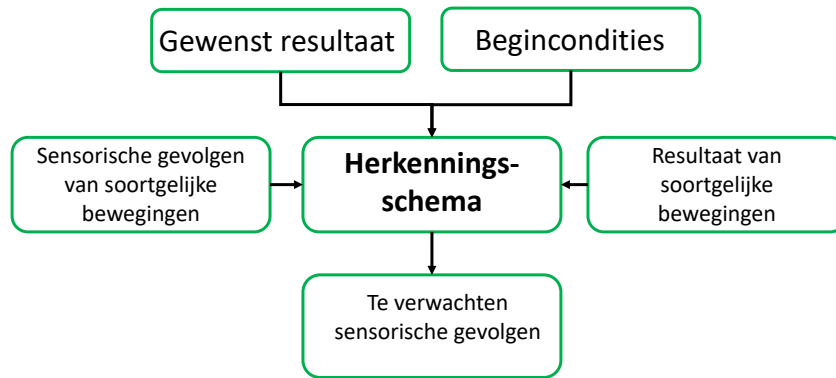 Gewenst resultaat
Begincondities
Sensorische gevolgen
van soortgelijke
bewegingen
Herkennings-
schema
Resultaat van
soortgelijke
bewegingen
Te verwachten
sensorische gevolgen